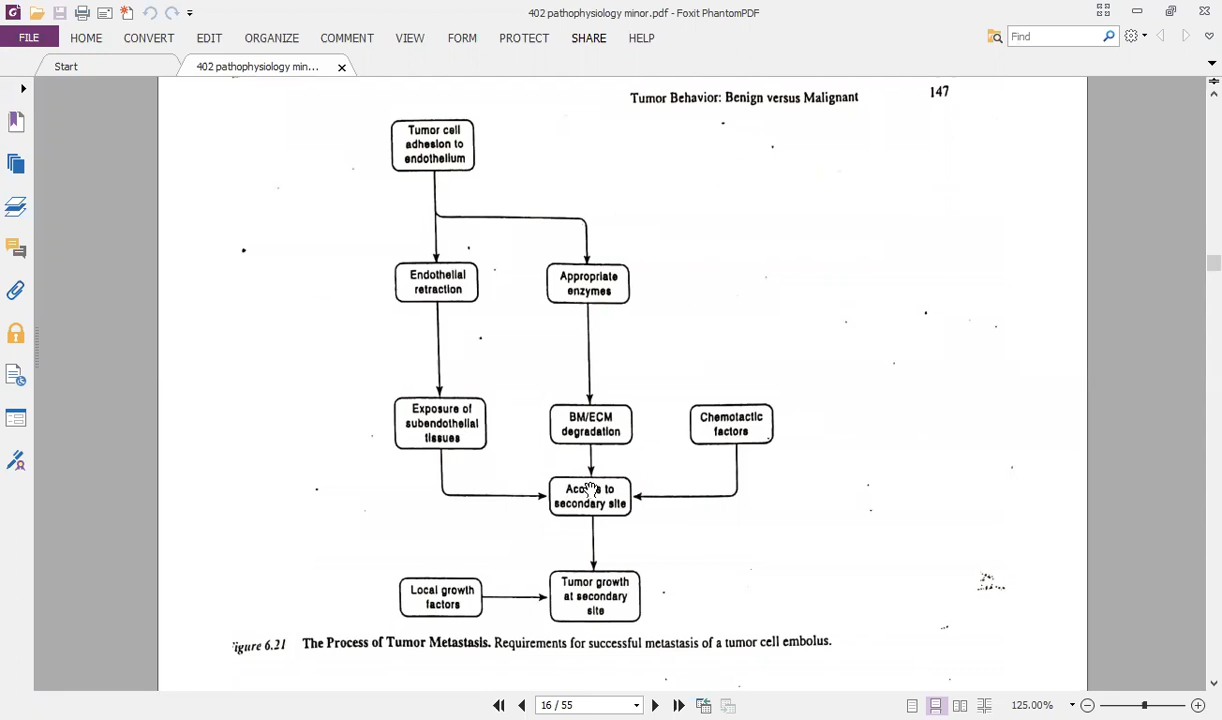 402 pathophysiology minor.pdf - Foxit PhantomPDF
FILE HOME CONVERT EDIT ORGANIZE COMMENT VIEW FORM PROTECT SHARE HELP
Find
Start
402 pathophysiology min...
Tumor Behavior: Benign versus Malignant 147
Tumor cell
adhesion to
endothelium
Endothelial
retraction
Appropriate
enzymes
Exposure of
subendothelial
tissues
BM/ECM
degradation
Chemotactic
factors
to
secondary site
Local growth
factors
Tumor growth
at secondary
site
igure 6.21 The Process of Tumor Metastasis. Requirements for successful metastasis of a tumor cell embolus.
16 / 55
125.00%